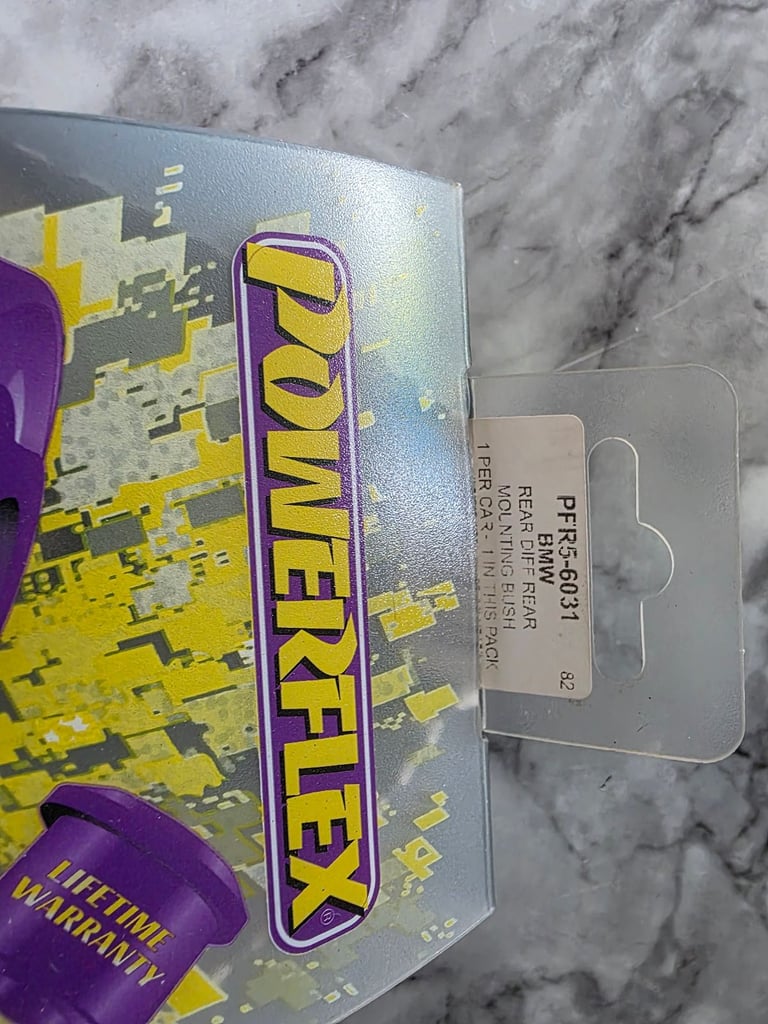 POWERFLEX®
PFR5-6031
BMW
REAR DIFF REAR
MOUNTING BUSH
1 PER CAR - 1 IN THIS PACK
82
LIFETIME
WARRANTY